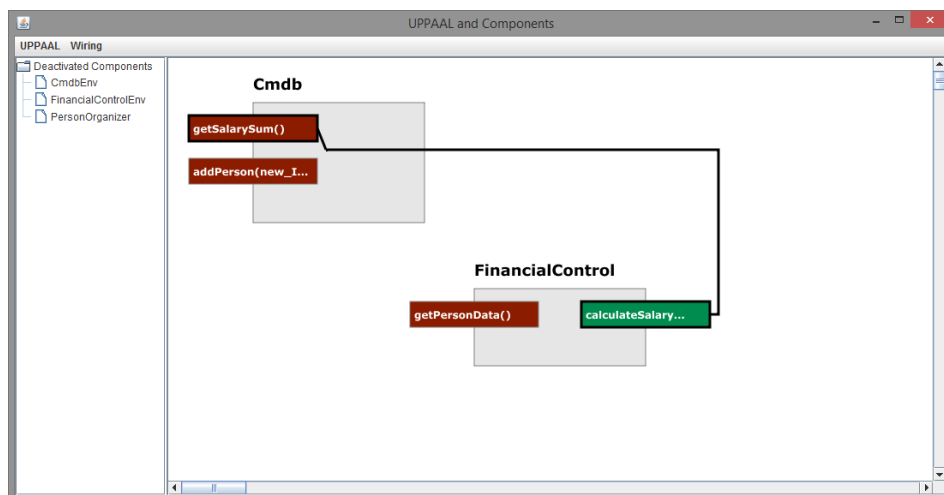 UPPAAL and Components
UPPAAL Wiring
Deactivated Components
CmdbEnv
FinancialControlEnv
PersonOrganizer
Cmdb
getSalarySum()
addPerson(new_I...
FinancialControl
getPersonData()
calculateSalary...